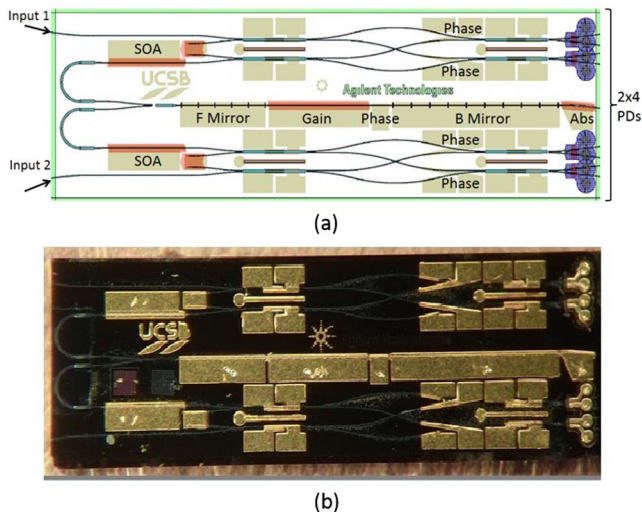 Input 1
SOA
Phase
Phase
UCSB
Agilent Technologies
F Mirror
Gain
Phase
B Mirror
Abs
2x4
PDs
SOA
Input 2
Phase
Phase
(a)
UCSB
(b)